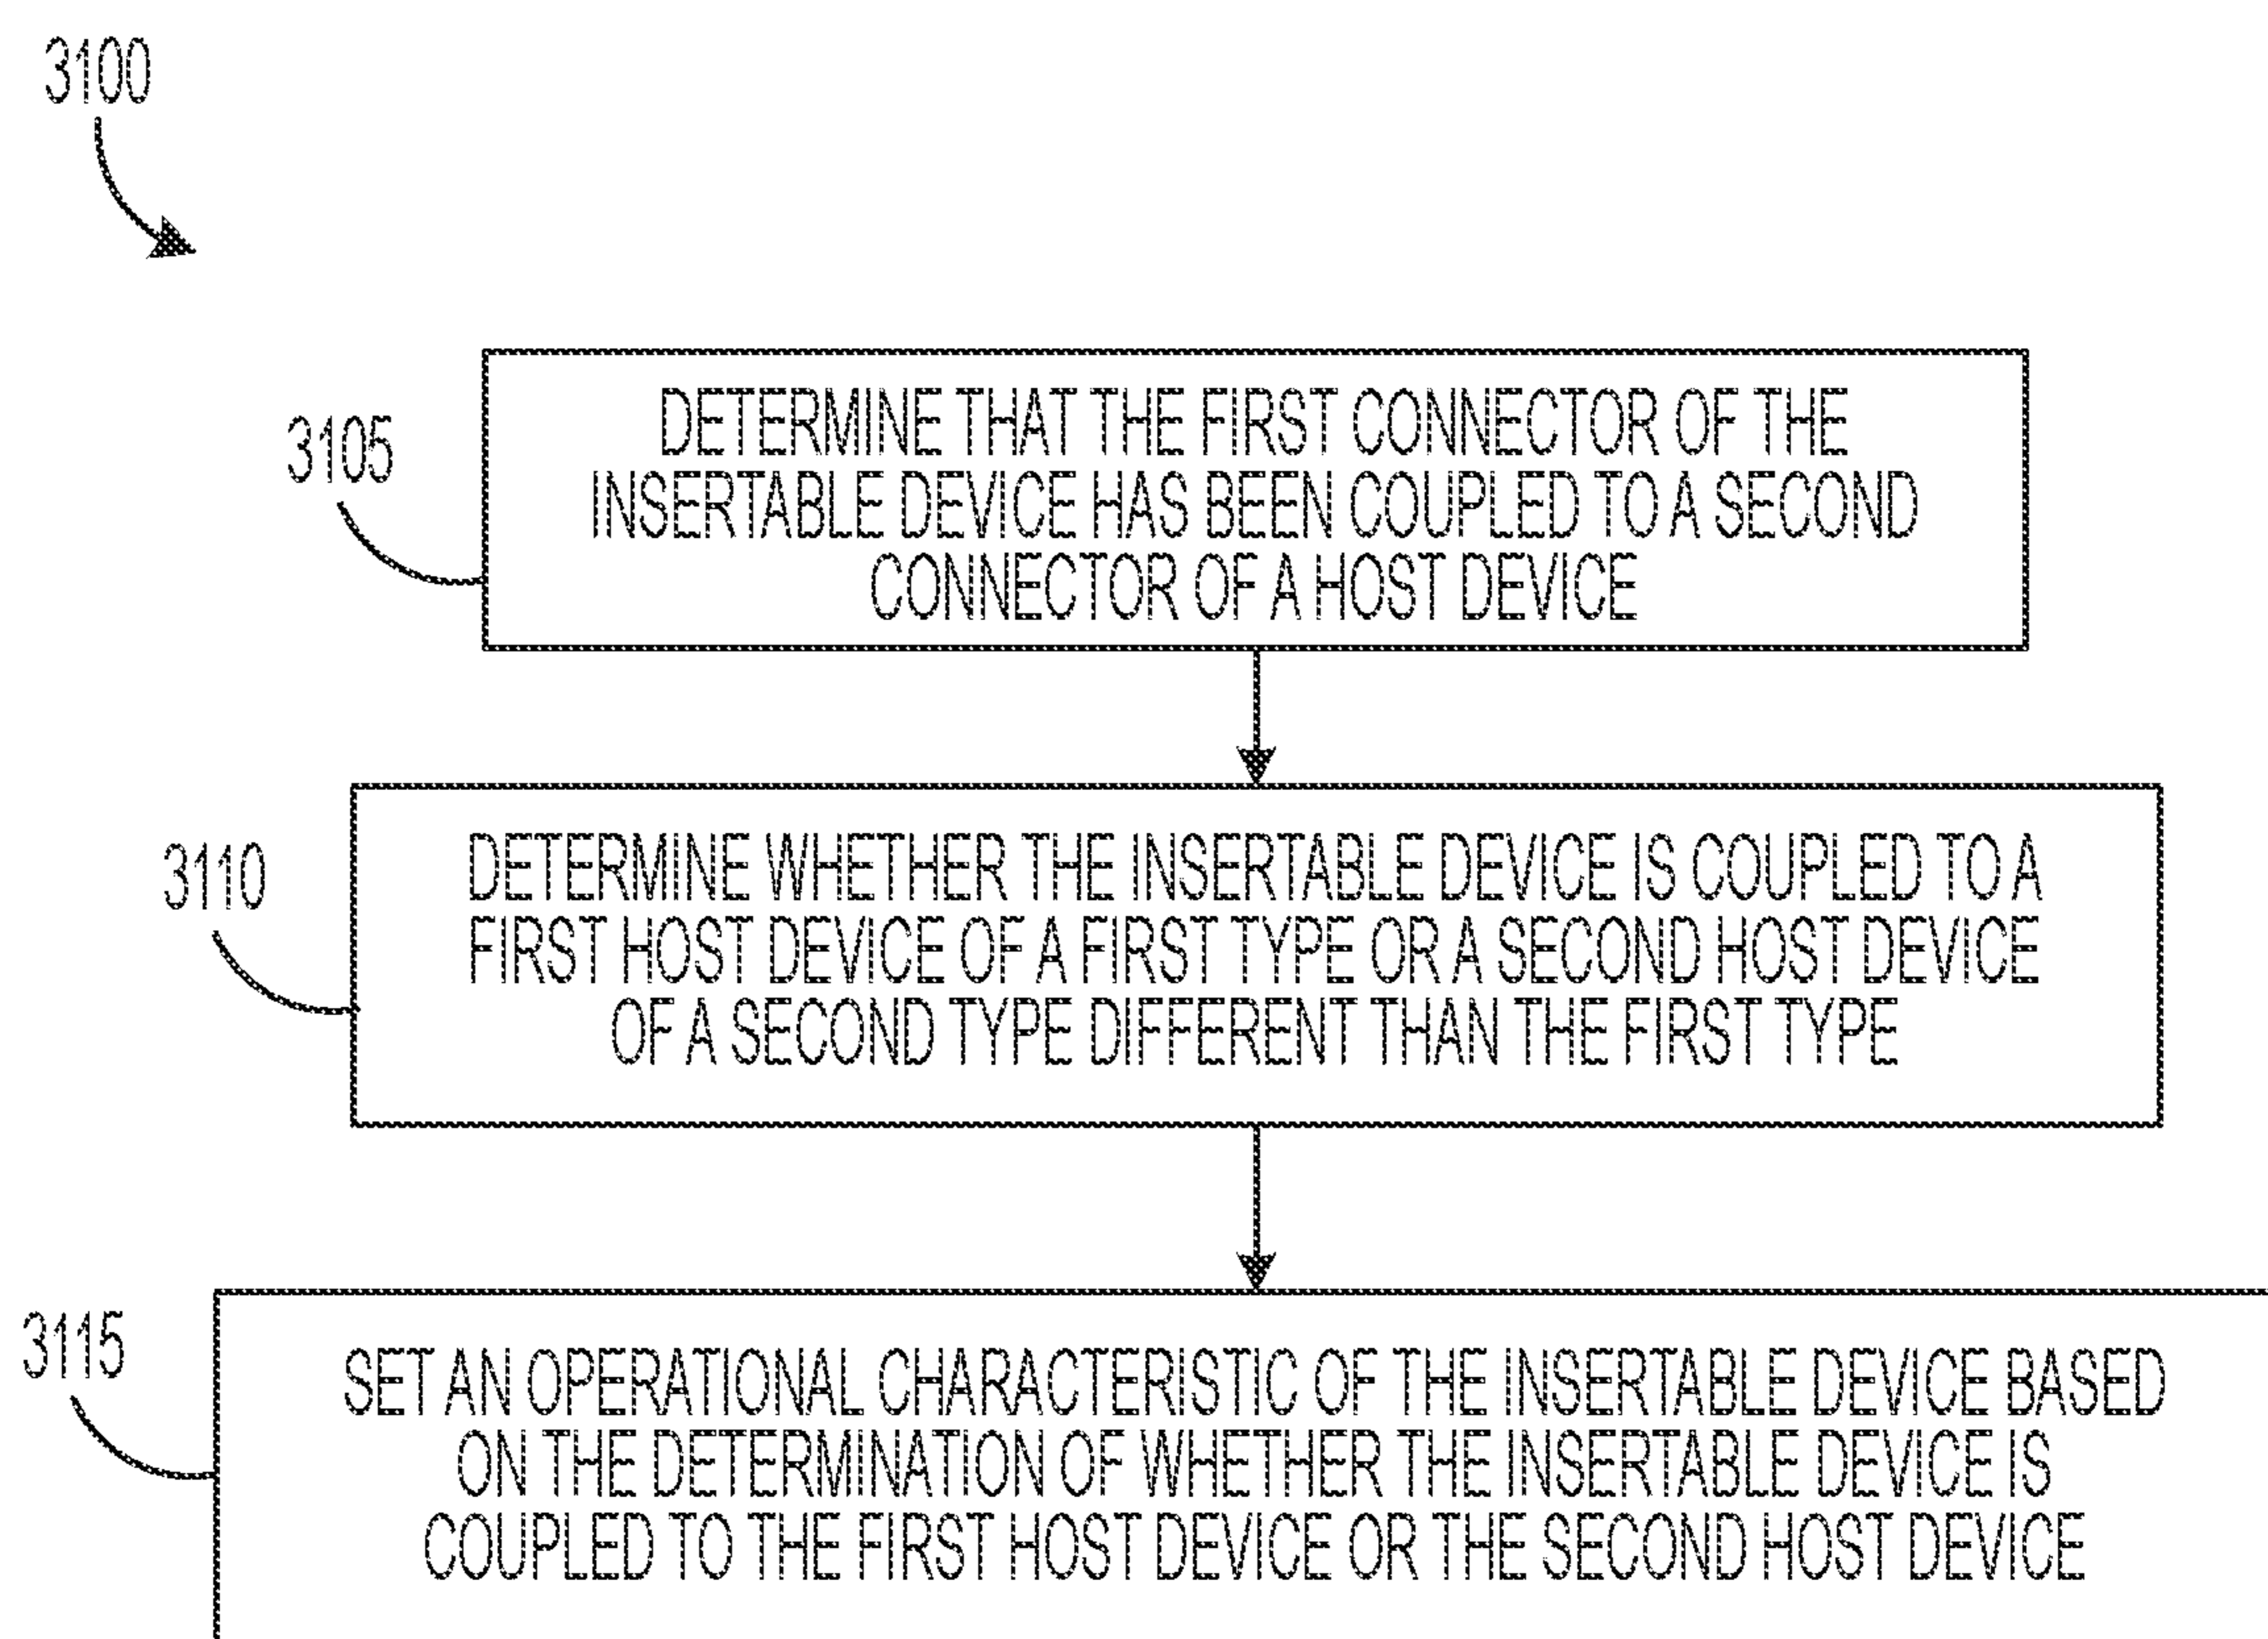 3100
3105
DETERMINE THAT THE FIRST CONNECTOR OF THE
INSERTABLE DEVICE HAS BEEN COUPLED TO A SECOND
CONNECTOR OF A HOST DEVICE
3110
DETERMINE WHETHER THE INSERTABLE DEVICE IS COUPLED TO A
FIRST HOST DEVICE OF A FIRST TYPE OR A SECOND HOST DEVICE
OF A SECOND TYPE DIFFERENT THAN THE FIRST TYPE
3115
SET AN OPERATIONAL CHARACTERISTIC OF THE INSERTABLE DEVICE BASED
ON THE DETERMINATION OF WHETHER THE INSERTABLE DEVICE IS
COUPLED TO THE FIRST HOST DEVICE OR THE SECOND HOST DEVICE